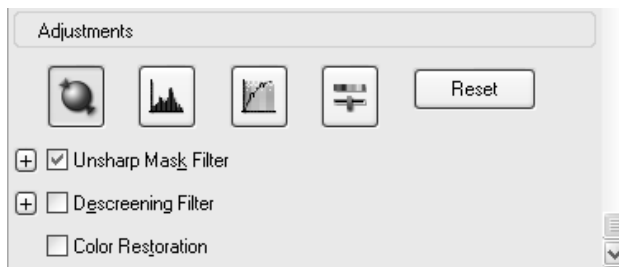 Adjustments
Reset
Unsharp Mask Filter
Descreening Filter
Color Restoration